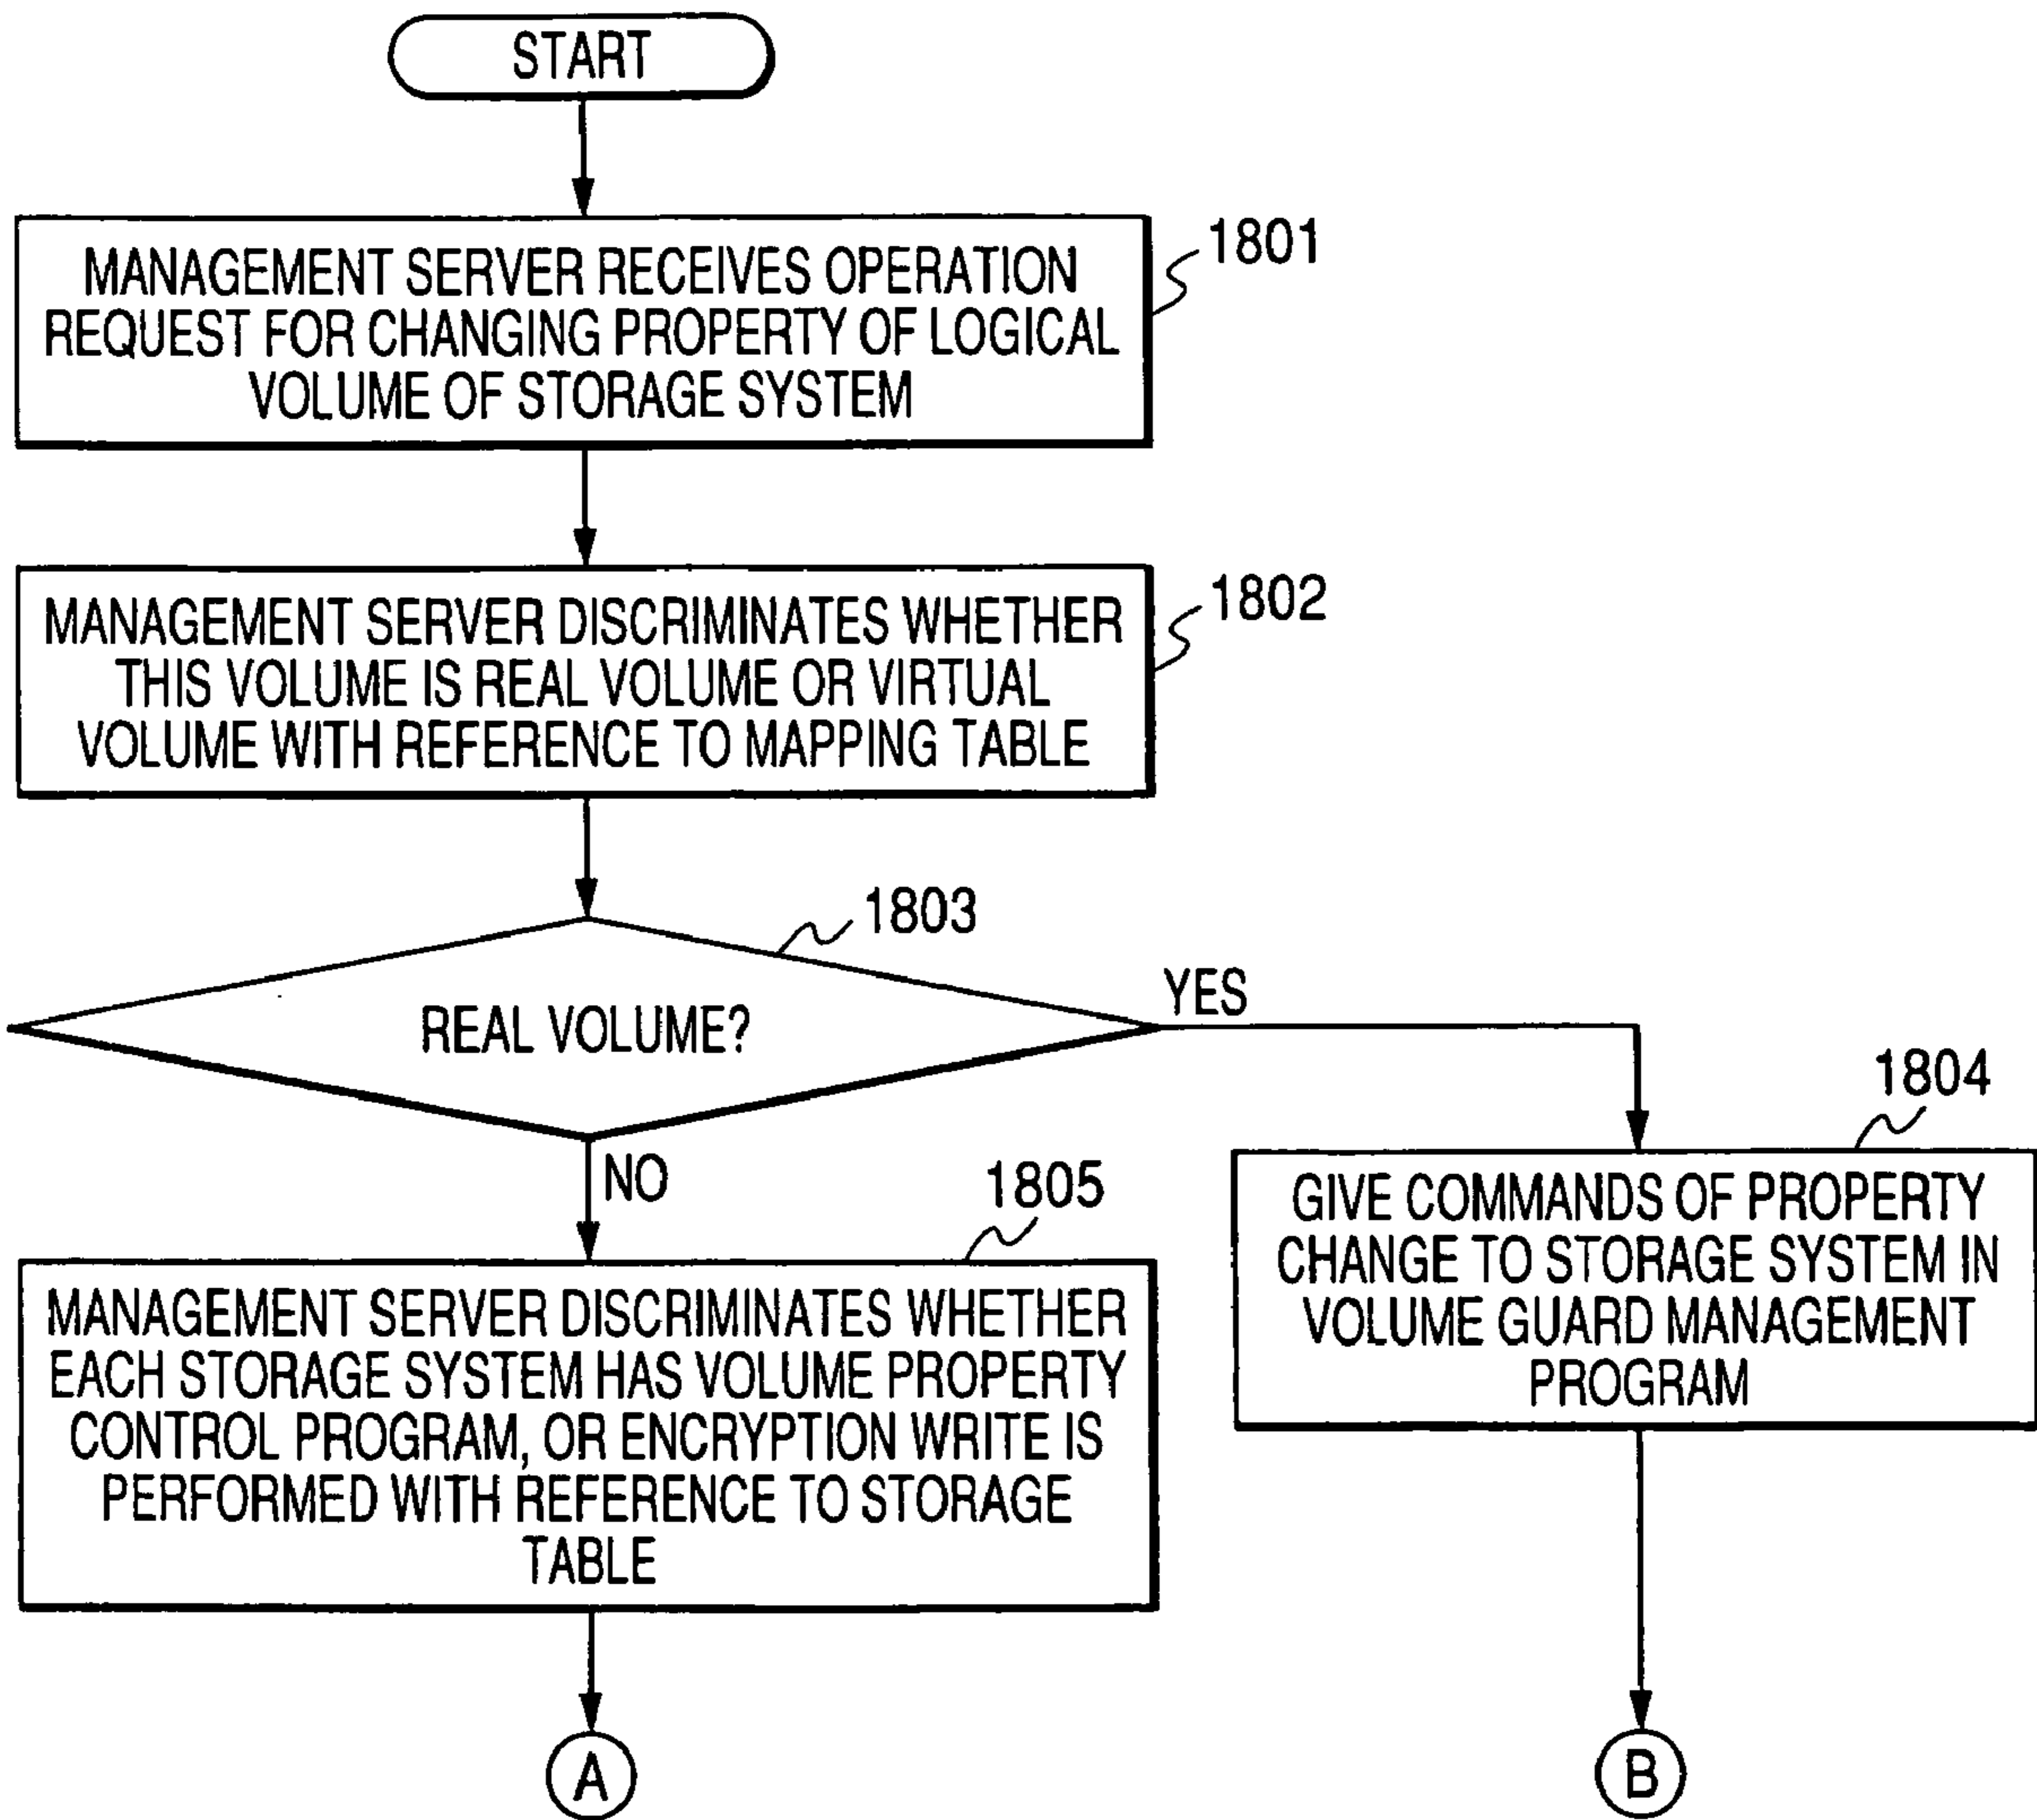 START
1801
MANAGEMENT SERVER RECEIVES OPERATION
REQUEST FOR CHANGING PROPERTY OF LOGICAL
VOLUME OF STORAGE SYSTEM
1802
MANAGEMENT SERVER DISCRIMINATES WHETHER
THIS VOLUME IS REAL VOLUME OR VIRTUAL
VOLUME WITH REFERENCE TO MAPPING TABLE
1803
REAL VOLUME?
YES
NO
1804
GIVE COMMANDS OF PROPERTY
CHANGE TO STORAGE SYSTEM IN
VOLUME GUARD MANAGEMENT
PROGRAM
1805
MANAGEMENT SERVER DISCRIMINATES WHETHER
EACH STORAGE SYSTEM HAS VOLUME PROPERTY
CONTROL PROGRAM, OR ENCRYPTION WRITE IS
PERFORMED WITH REFERENCE TO STORAGE
TABLE
A
B